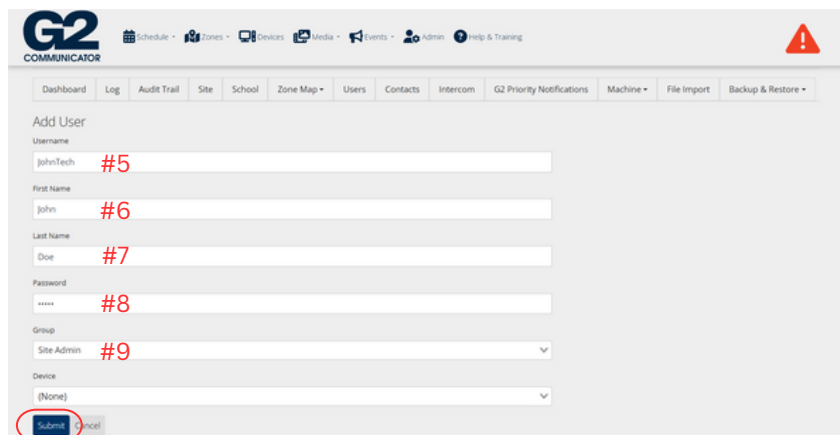 G2
COMMUNICATOR
Schedule Zones Devices Media Events Admin Help & Training
Dashboard Log Audit Trail Site School Zone Map Users Contacts Intercom G2 Priority Notifications Machine File Import Backup & Restore
Add User
Username
JohnTech #5
First Name
John #6
Last Name
Doe #7
Password
••••• #8
Group
Site Admin #9
Device
(None)
Submit Cancel